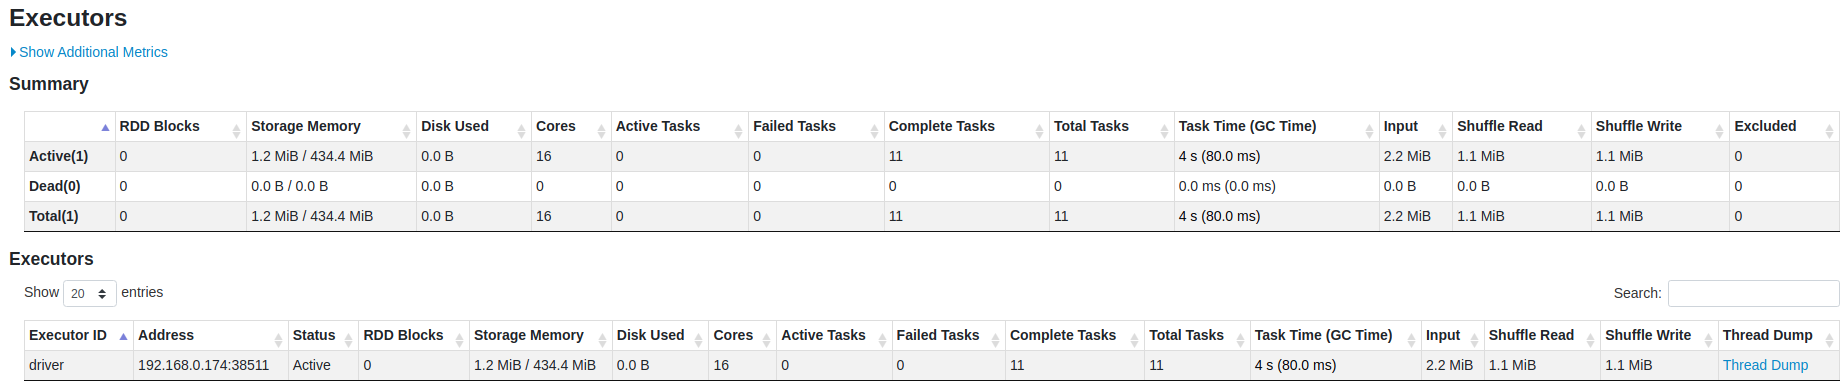 Executors
Show Additional Metrics
Summary
RDD Blocks Storage Memory Disk Used Cores Active Tasks Failed Tasks Complete Tasks Total Tasks Task Time (GC Time) Input Shuffle Read Shuffle Write Excluded
Active(1) 0 1.2 MiB / 434.4 MiB 0.0 B 16 0 0 11 11 4 s (80.0 ms) 2.2 MiB 1.1 MiB 1.1 MiB 0
Dead(0) 0 0.0 B / 0.0 B 0.0 B 0 0 0 0 0 0.0 ms (0.0 ms) 0.0 B 0.0 B 0.0 B 0
Total(1) 0 1.2 MiB / 434.4 MiB 0.0 B 16 0 0 11 11 4 s (80.0 ms) 2.2 MiB 1.1 MiB 1.1 MiB 0
Executors
Show 20 entries Search:
Executor ID Address Status RDD Blocks Storage Memory Disk Used Cores Active Tasks Failed Tasks Complete Tasks Total Tasks Task Time (GC Time) Input Shuffle Read Shuffle Write Thread Dump
driver 192.168.0.174:38511 Active 0 1.2 MiB / 434.4 MiB 0.0 B 16 0 0 11 11 4 s (80.0 ms) 2.2 MiB 1.1 MiB 1.1 MiB Thread Dump